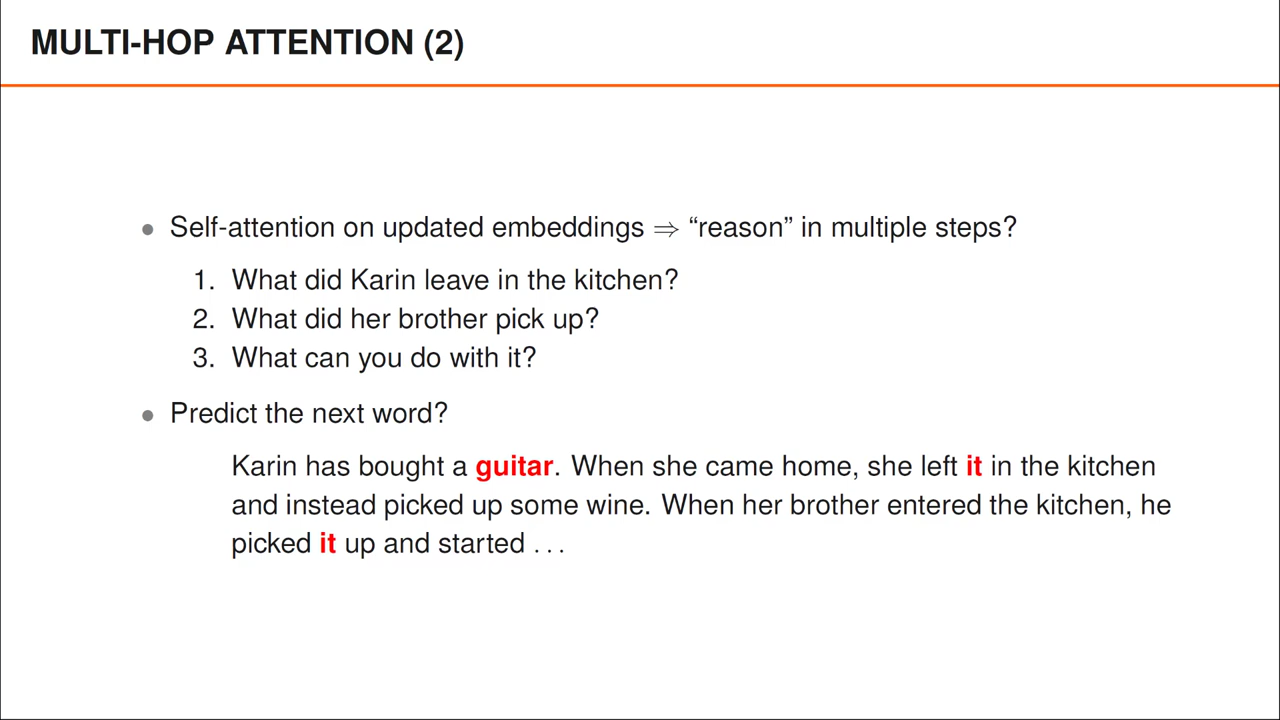 MULTI-HOP ATTENTION (2)
• Self-attention on updated embeddings ⇒ “reason” in multiple steps?
1. What did Karin leave in the kitchen?
2. What did her brother pick up?
3. What can you do with it?
• Predict the next word?
Karin has bought a guitar. When she came home, she left it in the kitchen
and instead picked up some wine. When her brother entered the kitchen, he
picked it up and started . . .